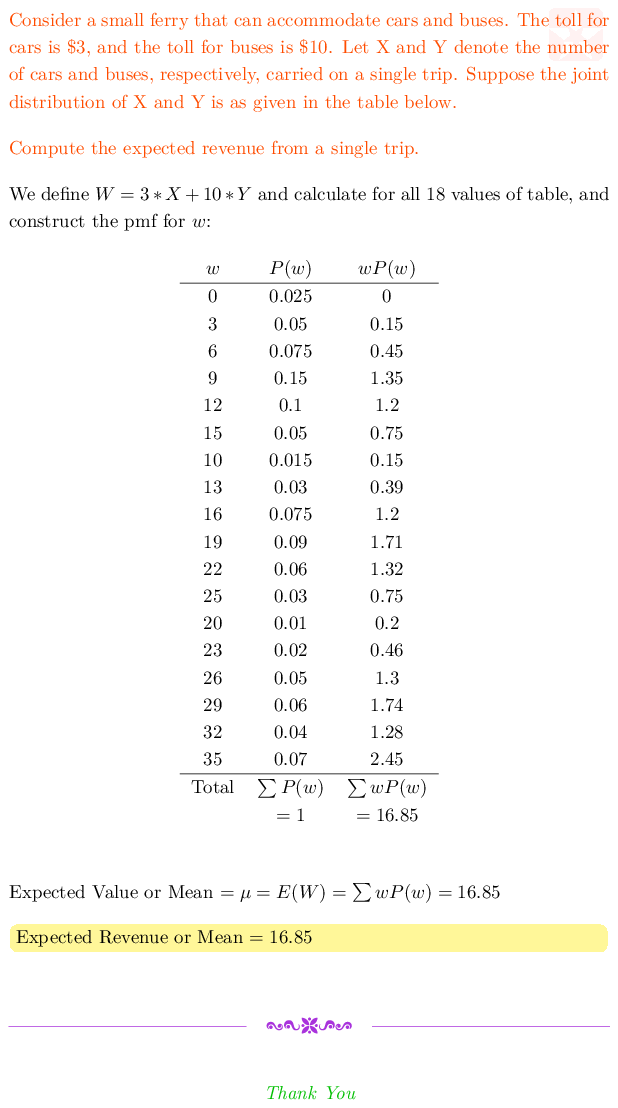 Consider a small ferry that can accommodate cars and buses. The toll for
cars is $3, and the toll for buses is $10. Let X and Y denote the number
of cars and buses, respectively, carried on a single trip. Suppose the joint
distribution of X and Y is as given in the table below.
Compute the expected revenue from a single trip.
We define W = 3 ∗ X + 10 ∗ Y and calculate for all 18 values of table, and
construct the pmf for w:
w P(w) wP(w)
0 0.025 0
3 0.05 0.15
6 0.075 0.45
9 0.15 1.35
12 0.1 1.2
15 0.05 0.75
10 0.015 0.15
13 0.03 0.39
16 0.075 1.2
19 0.09 1.71
22 0.06 1.32
25 0.03 0.75
20 0.01 0.2
23 0.02 0.46
26 0.05 1.3
29 0.06 1.74
32 0.04 1.28
35 0.07 2.45
Total ∑ P(w) ∑ wP(w)
= 1 = 16.85
Expected Value or Mean = μ = E(W) = ∑ wP(w) = 16.85
Expected Revenue or Mean = 16.85
Thank You